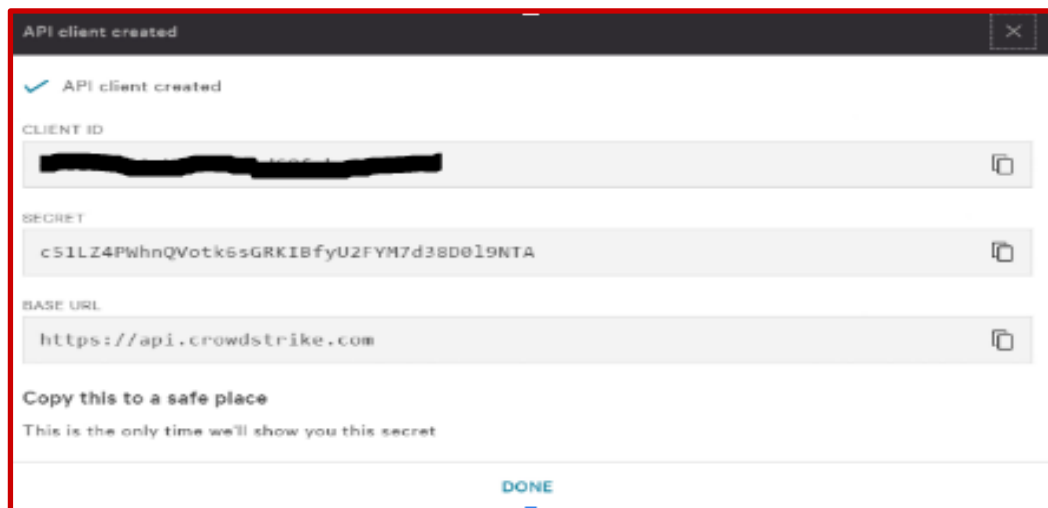 API client created
API client created
CLIENT ID
SECRET
c51LZ4PWhnQVotk6sGRKIBfyU2FYM7d38D0l9NTA
BASE URL
https://api.crowdstrike.com
Copy this to a safe place
This is the only time we'll show you this secret
DONE